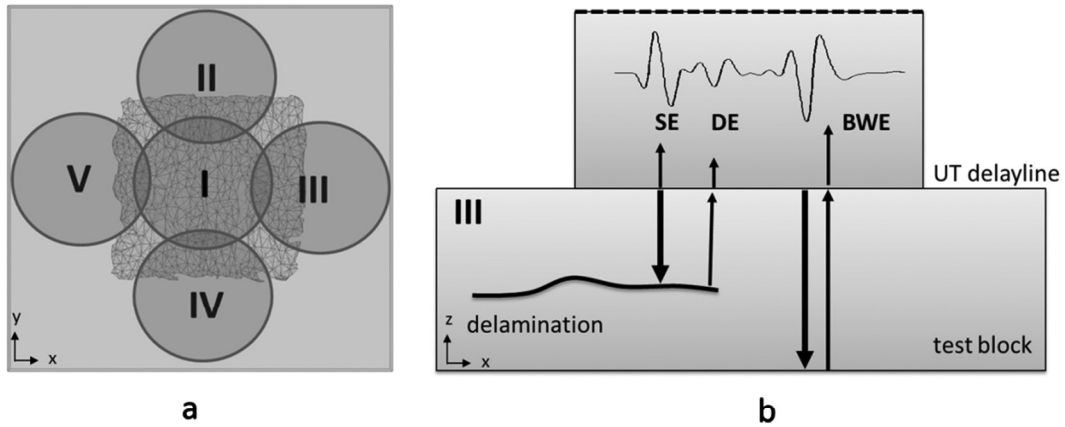 II
V
I
III
IV
y
x
a
SE
DE
BWE
UT delayline
III
delamination
z
x
test block
b